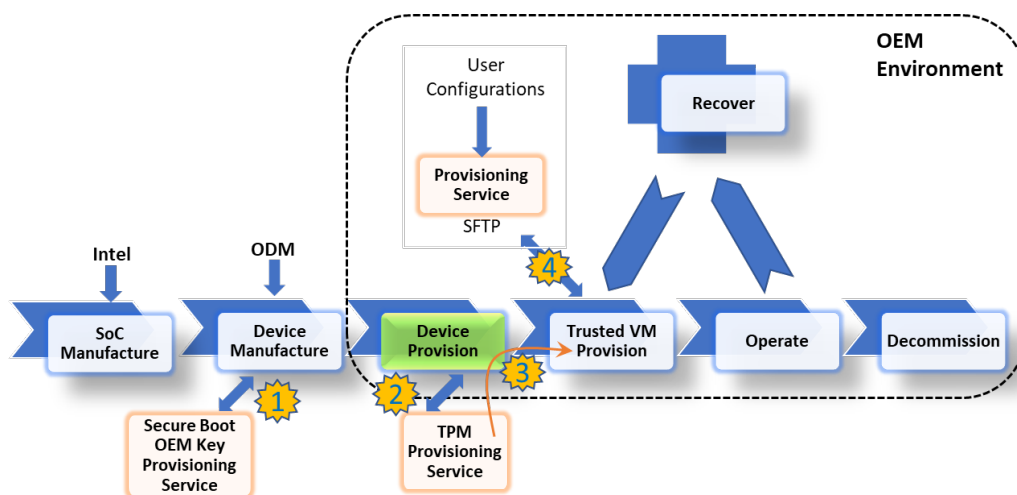 OEM
Environment
User
Configurations
Recover
Provisioning
Service
SFTP
Intel
ODM
4
SoC
Manufacture
Device
Manufacture
Device
Provision
Trusted VM
Provision
Operate
Decommission
1
2
3
Secure Boot
OEM Key
Provisioning
Service
TPM
Provisioning
Service